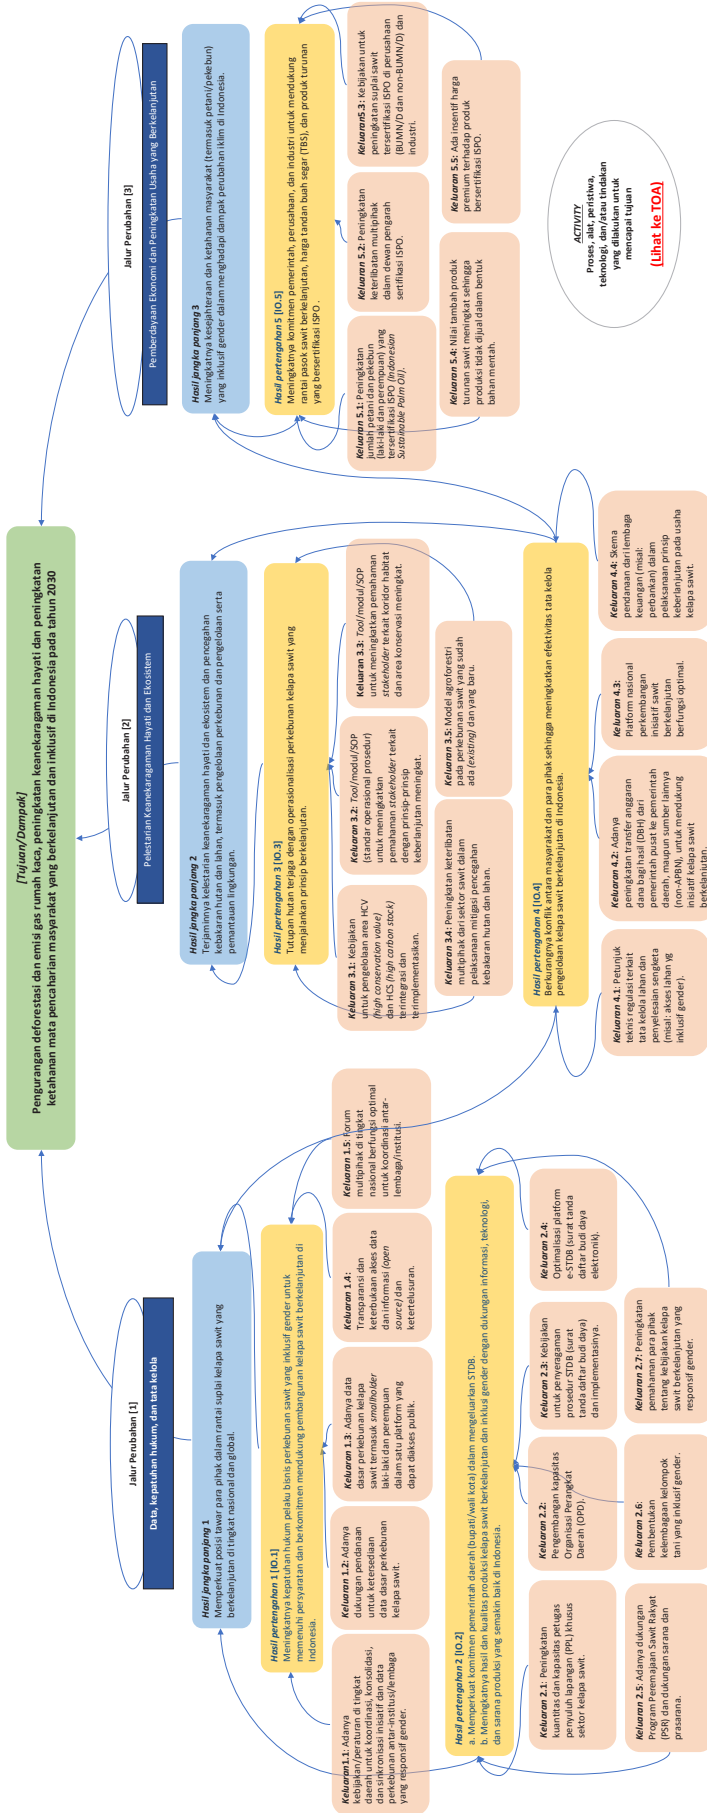 [Tujuan/Dampak]
Pengurangan deforestasi dan emisi gas rumah kaca, peningkatan keanekaragaman hayati dan peningkatan
ketahanan mata pencaharian masyarakat yang berkelanjutan dan inklusif di Indonesia pada tahun 2030
Jalur Perubahan [1]
Data, kepatuhan hukum, dan tata kelola
Hasil jangka panjang 1
Memperkuat posisi tawar para pihak dalam rantai suplai kelapa sawit yang
berkelanjutan di tingkat nasional dan global.
Hasil pertengahan 1 [IO.1]
Meningkatnya kepatuhan hukum pelaku bisnis perkebunan sawit yang inklusif gender untuk
memenuhi persyaratan dan berkomitmen mendukung pembangunan kelapa sawit berkelanjutan di
Indonesia.
Keluaran1.1: Adanya
kebijakan/peraturan di tingkat
daerah untuk koordinasi, konsolidasi,
dan sinkronisasi inisiatif dan data
perkebunan antar-institusi/lembaga
yang responsif gender.
Keluaran 1.2: Adanya
dukungan pendanaan
untuk ketersediaan
data dasar perkebunan
kelapa sawit.
Keluaran 1.3: Adanya data
dasar perkebunan kelapa
sawit termasuk smallholder
laki-laki dan perempuan
dalam satu platform yang
dapat diakses publik.
Keluaran 1.4:
Transparansi dan
keterbukaan akses data
dan informasi (open
source) dan
ketertelusuran.
Keluaran 1.5: Forum
multipihak di tingkat
nasional berfungsi optimal
untuk koordinasi antar-
lembaga/institusi.
Hasil pertengahan 2 [IO.2]
a. Memperkuat komitmen pemerintah daerah (bupati/wali kota) dalam mengeluarkan STDB.
b. Meningkatnya hasil dan kualitas produksi kelapa sawit berkelanjutan dan inklusi gender dengan dukungan informasi, teknologi,
dan sarana produksi yang semakin baik di Indonesia.
Keluaran 2.1: Peningkatan
kuantitas dan kapasitas petugas
penyuluh lapangan (PPL) khusus
sektor kelapa sawit.
Keluaran 2.2:
Pengembangan kapasitas
Organisasi Perangkat
Daerah (OPD).
Keluaran 2.3: Kebijakan
untuk penyeragaman
prosedur STDB (surat
tanda daftar budi daya)
dan implementasinya.
Keluaran 2.4:
Optimalisasi platform
e-STDB (surat tanda
daftar budi daya
elektronik).
Keluaran 2.5: Adanya dukungan
Program Peremajaan Sawit Rakyat
(PSR) dan dukungan sarana dan
prasarana.
Keluaran 2.6:
Pembentukan
kelembagaan kelompok
tani yang inklusif gender.
Keluaran 2.7: Peningkatan
pemahaman para pihak
tentang kebijakan kelapa
sawit berkelanjutan yang
responsif gender.
Jalur Perubahan [2]
Pelestarian Keanekaragaman Hayati dan Ekosistem
Hasil jangka panjang 2
Terjaminnya kelestarian keanekaragaman hayati dan ekosistem dan pencegahan
kebakaran hutan dan lahan, termasuk pengelolaan perkebunan dan pengelolaan serta
pemantauan lingkungan.
Hasil pertengahan 3 [IO.3]
Tutupan hutan terjaga dengan operasionalisasi perkebunan kelapa sawit yang
menjalankan prinsip berkelanjutan.
Keluaran 3.1: Kebijakan
untuk pengelolaan area HCV
(high conservation value)
dan HCS (high carbon stock)
terintegrasi dan
terimplementasikan.
Keluaran 3.2: Tool/modul/SOP
(standar operasional prosedur)
untuk meningkatkan
pemahaman stakeholder terkait
dengan prinsip-prinsip
keberlanjutan meningkat.
Keluaran 3.3: Tool/modul/SOP
untuk meningkatkan pemahaman
stakeholder terkait koridor habitat
dan area konservasi meningkat.
Keluaran 3.4: Peningkatan keterlibatan
multipihak dari sektor sawit dalam
pelaksanaan mitigasi pencegahan
kebakaran hutan dan lahan.
Keluaran 3.5: Model agroforestri
pada perkebunan sawit yang sudah
ada (existing) dan yang baru.
Hasil pertengahan 4 [IO.4]
Berkurangnya konflik antara masyarakat dan para pihak sehingga meningkatkan efektivitas tata kelola
pengelolaan kelapa sawit berkelanjutan di Indonesia.
Keluaran 4.1: Petunjuk
teknis regulasi terkait
tata kelola lahan dan
penyelesaian sengketa
(misal: akses lahan yg
inklusif gender).
Keluaran 4.2: Adanya
peningkatan transfer anggaran
dana bagi hasil (DBH) dari
pemerintah pusat ke pemerintah
daerah, maupun sumber lainnya
(non-APBN), untuk mendukung
inisiatif kelapa sawit
berkelanjutan.
Keluaran 4.3:
Platform nasional
perkembangan
inisiatif sawit
berkelanjutan
berfungsi optimal.
Keluaran 4.4: Skema
pendanaan dari lembaga
keuangan (misal:
perbankan) dalam
pelaksanaan prinsip
keberlanjutan pada usaha
kelapa sawit.
Jalur Perubahan [3]
Pemberdayaan Ekonomi dan Peningkatan Usaha yang Berkelanjutan
Hasil jangka panjang 3
Meningkatnya kesejahteraan dan ketahanan masyarakat (termasuk petani/pekebun)
yang inklusif gender dalam menghadapi dampak perubahan iklim di Indonesia.
Hasil pertengahan 5 [IO.5]
Meningkatnya komitmen pemerintah, perusahaan, dan industri untuk mendukung
rantai pasok sawit berkelanjutan, harga tandan buah segar (TBS), dan produk turunan
yang bersertifikasi ISPO .
Keluaran 5.1: Peningkatan
jumlah petani dan pekebun
(laki-laki dan perempuan) yang
tersertifikasi ISPO (Indonesian
Sustainable Palm Oil).
Keluaran 5.2: Peningkatan
keterlibatan multipihak
dalam dewan pengarah
sertifikasi ISPO.
Keluaran5.3: Kebijakan untuk
peningkatan suplai sawit
tersertifikasi ISPO di perusahaan
(BUMN/D dan non-BUMN/D) dan
industri.
Keluaran 5.4: Nilai tambah produk
turunan sawit meningkat sehingga
produksi tidak dijual dalam bentuk
bahan mentah.
Keluaran 5.5: Ada insentif harga
premium terhadap produk
bersertifikasi ISPO.
ACTIVITY
Proses, alat, peristiwa,
teknologi, dan/atau tindakan
yang dilakukan untuk
mencapai tujuan
(Lihat ke TOA)